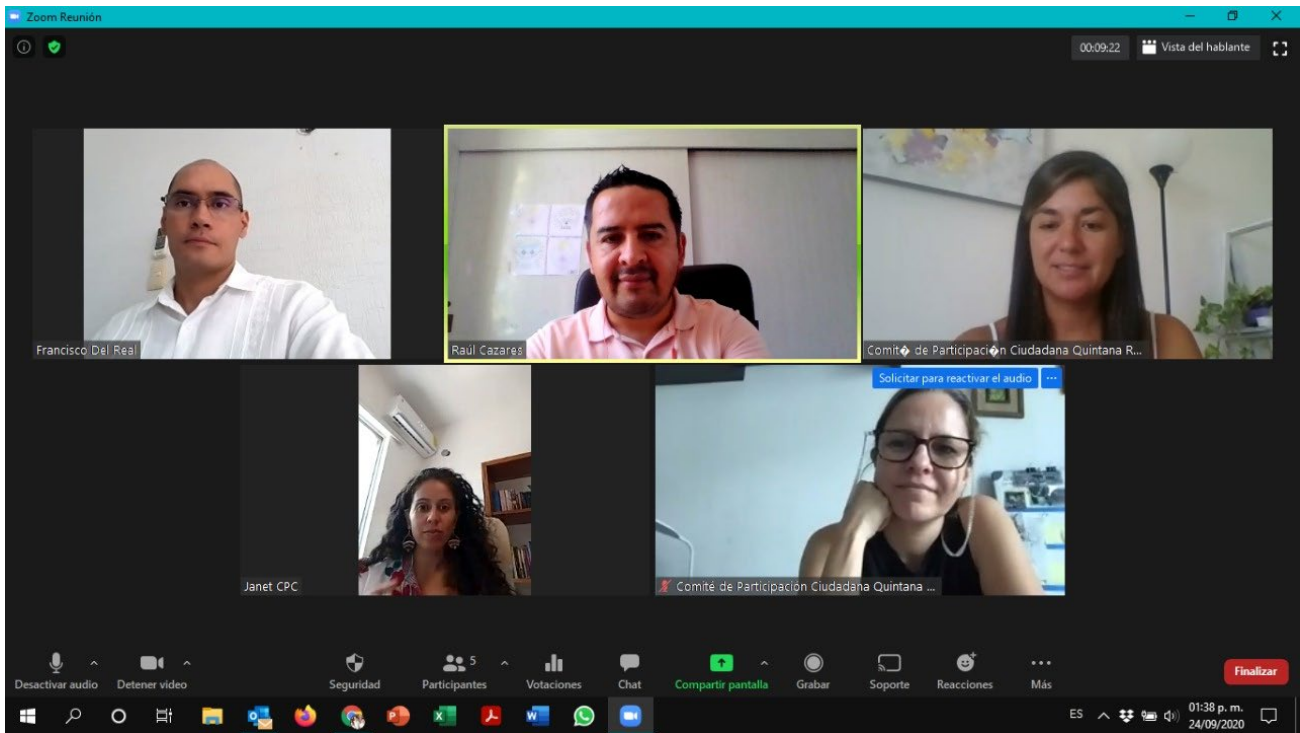 Zoom Reunión
00:09:22
Vista del hablante
Francisco Del Real
Raúl Cazares
Comit� de Participaci�n Ciudadana Quintana R...
Solicitar para reactivar el audio
...
Janet CPC
Comité de Participación Ciudadana Quintana ...
Desactivar audio
Detener video
Seguridad
5
Participantes
Votaciones
Chat
Compartir pantalla
Grabar
Soporte
Reacciones
Más
Finalizar
ES
01:38 p. m.
24/09/2020